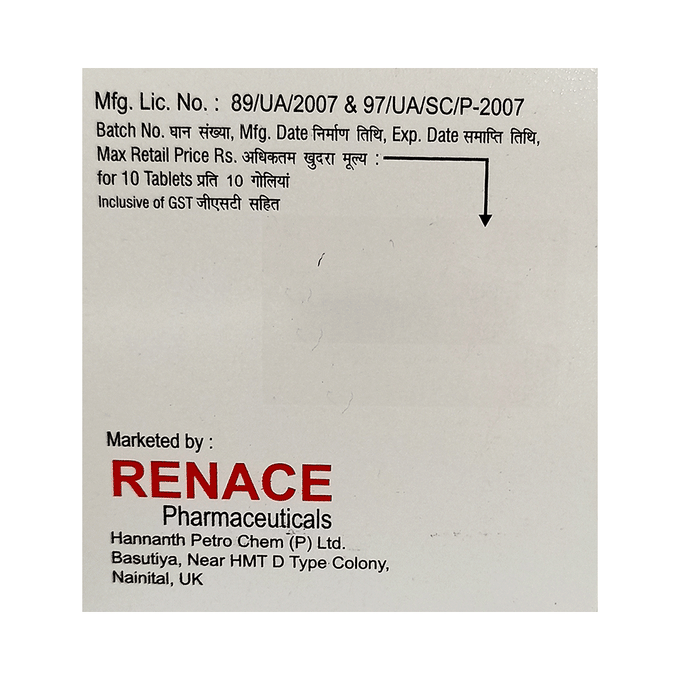 Mfg. Lic. No. : 89/UA/2007 & 97/UA/SC/P-2007
Batch No. घान संख्या, Mfg. Date निर्माण तिथि, Exp. Date समाप्ति तिथि,
Max Retail Price Rs. अधिकतम खुदरा मूल्य :
for 10 Tablets प्रति 10 गोलियां
Inclusive of GST जीएसटी सहित
Marketed by :
RENACE
Pharmaceuticals
Hannanth Petro Chem (P) Ltd.
Basutiya, Near HMT D Type Colony,
Nainital, UK